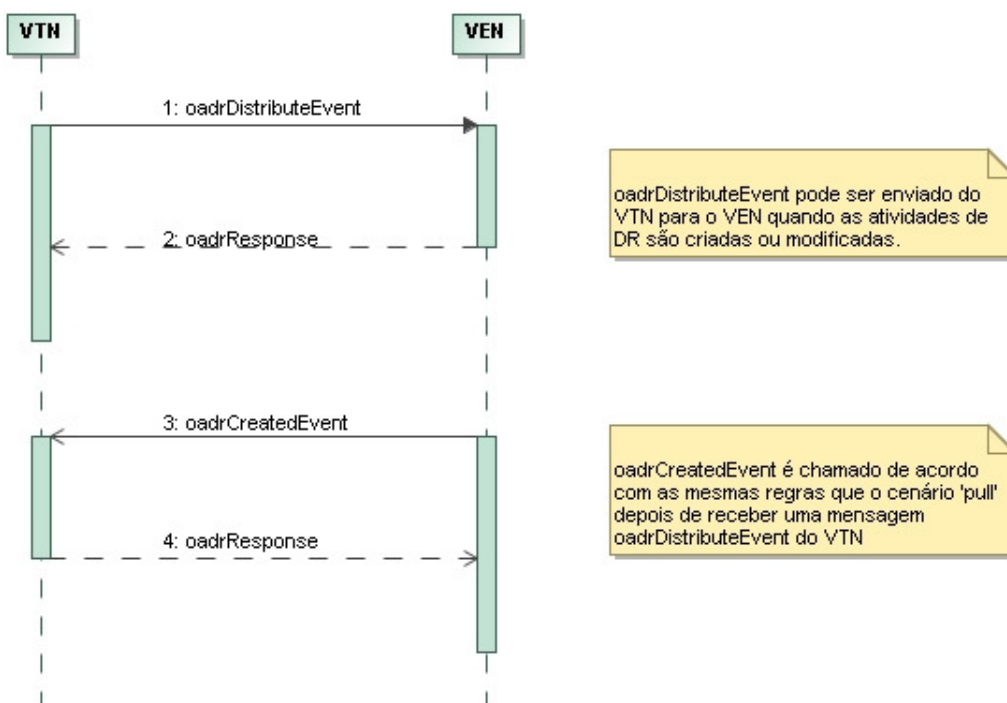 VTN
VEN
1: oadrDistributeEvent
oadrDistributeEvent pode ser enviado do
VTN para o VEN quando as atividades de
DR são criadas ou modificadas.
2: oadrResponse
3: oadrCreatedEvent
oadrCreatedEvent é chamado de acordo
com as mesmas regras que o cenário 'pull'
depois de receber uma mensagem
oadrDistributeEvent do VTN
4: oadrResponse